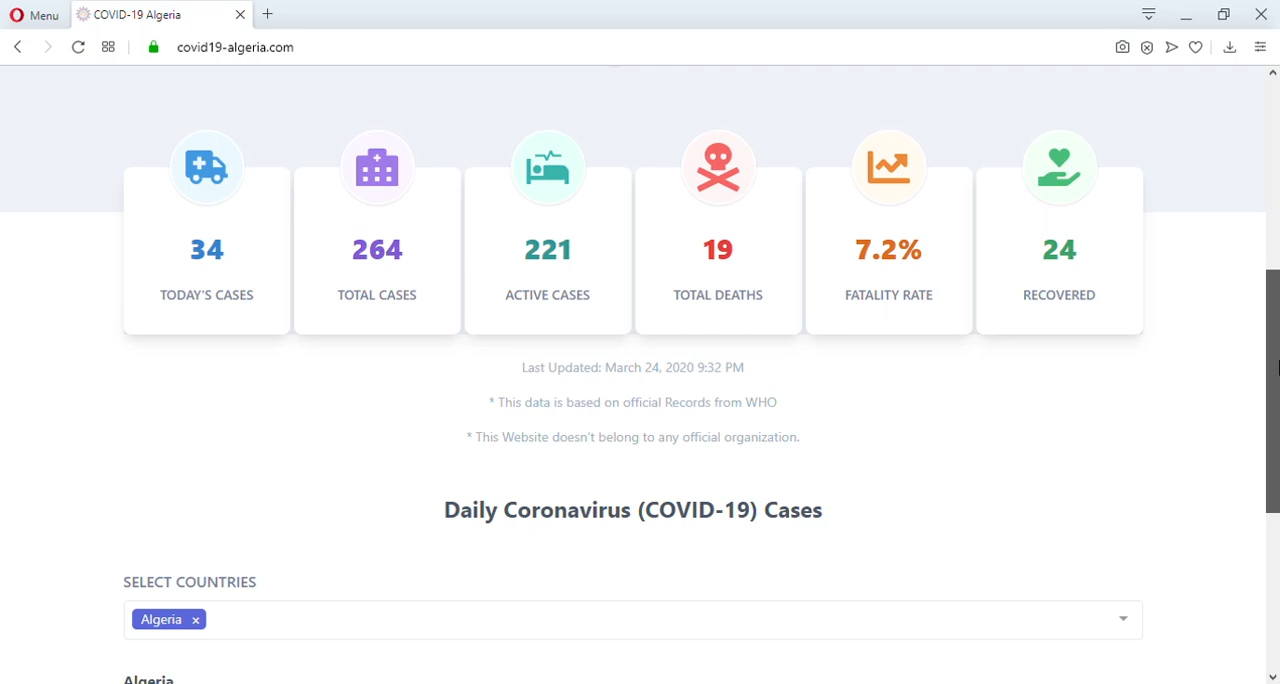 Menu
COVID-19 Algeria
covid19-algeria.com
34
TODAY'S CASES
264
TOTAL CASES
221
ACTIVE CASES
19
TOTAL DEATHS
7.2%
FATALITY RATE
24
RECOVERED
Last Updated: March 24, 2020 9:32 PM
* This data is based on official Records from WHO
* This Website doesn't belong to any official organization.
Daily Coronavirus (COVID-19) Cases
SELECT COUNTRIES
Algeria ×
Algeria